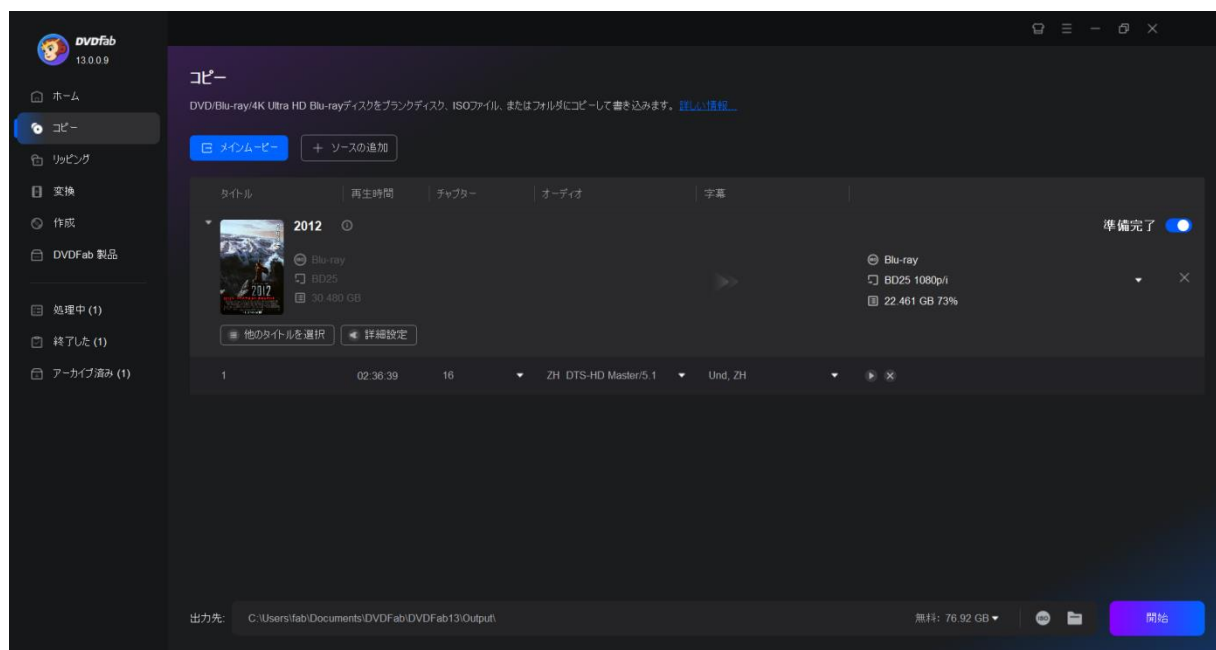 DVDfab
13.0.0.9
ホーム
コピー
リッピング
変換
作成
DVDFab 製品
処理中 (1)
終了した (1)
アーカイブ済み (1)
コピー
DVD/Blu-ray/4K Ultra HD Blu-rayディスクをブランクディスク、ISOファイル、またはフォルダにコピーして書き込みます。詳しい情報...
メインムービー
ソースの追加
タイトル 再生時間 チャプター オーディオ 字幕
2012
準備完了
Blu-ray
BD25
30.480 GB
2012
Blu-ray
BD25 1080p/i
22.461 GB 73%
他のタイトルを選択
詳細設定
1 02:36:39 16 ZH DTS-HD Master/5.1 Und, ZH
出力先: C:\Users\fab\Documents\DVDFab\DVDFab13\Output\ 無料: 76.92 GB
ISO
開始